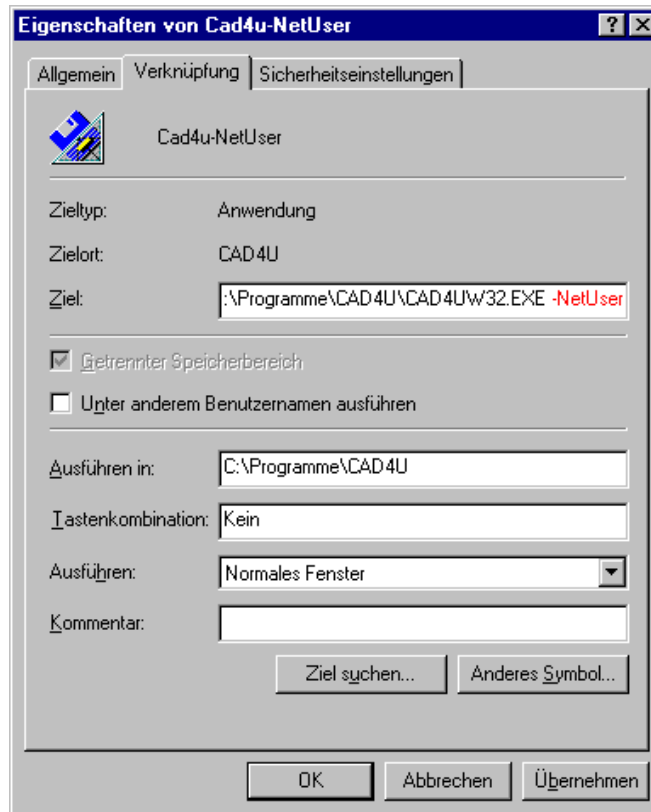 Eigenschaften von Cad4u-NetUser
Allgemein Verknüpfung Sicherheitseinstellungen
Cad4u-NetUser
Zieltyp: Anwendung
Zielort: CAD4U
Ziel: :\Programme\CAD4U\CAD4UW32.EXE -NetUser
Getrennter Speicherbereich
Unter anderem Benutzernamen ausführen
Ausführen in: C:\Programme\CAD4U
Tastenkombination: Kein
Ausführen: Normales Fenster
Kommentar:
Ziel suchen... Anderes Symbol...
OK Abbrechen Übernehmen